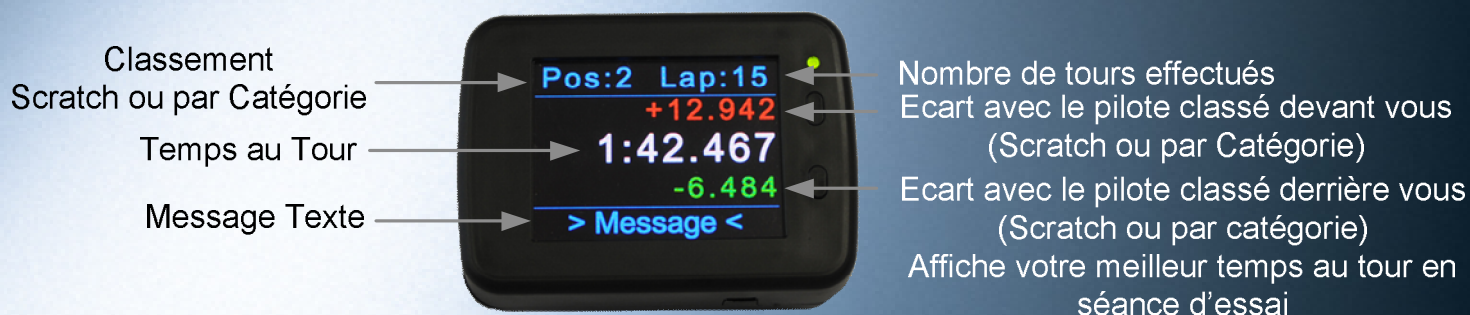 Classement
Scratch ou par Catégorie
Temps au Tour
Message Texte
Pos:2 Lap:15
+12.942
1:42.467
-6.484
> Message <
Nombre de tours effectués
Ecart avec le pilote classé devant vous
(Scratch ou par Catégorie)
Ecart avec le pilote classé derrière vous
(Scratch ou par catégorie)
Affiche votre meilleur temps au tour en
séance d'essai